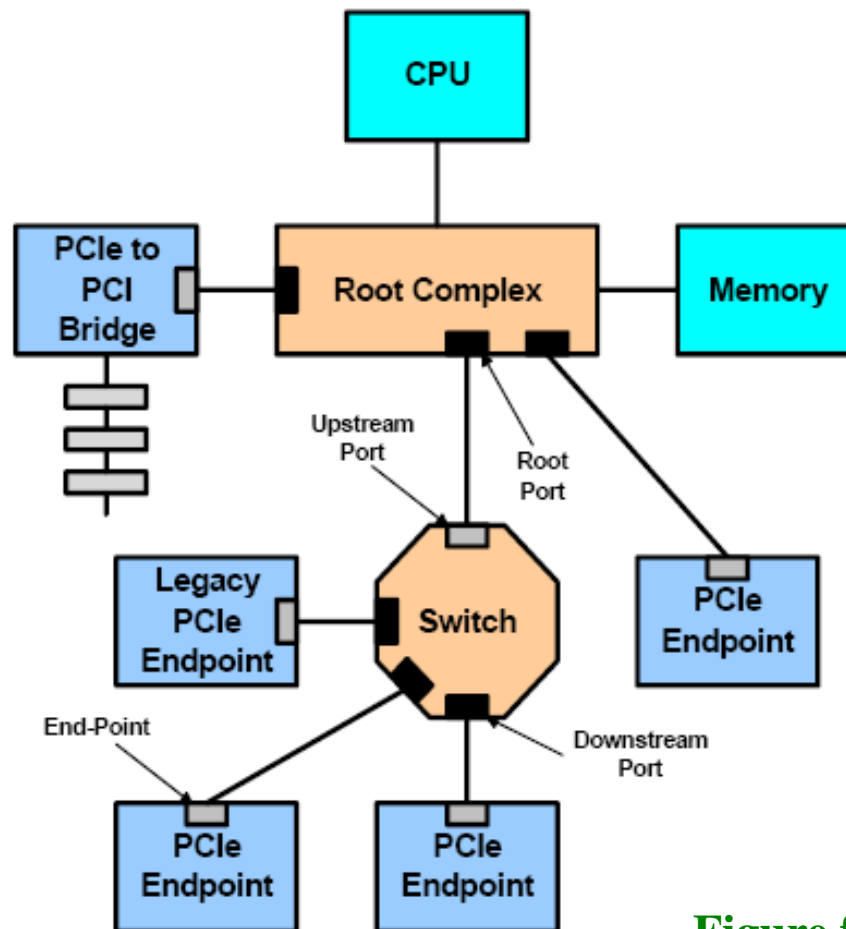 CPU
PCIe to
PCI
Bridge
Root Complex
Memory
Upstream
Port
Root
Port
Legacy
PCIe
Endpoint
Switch
PCIe
Endpoint
End-Point
Downstream
Port
PCIe
Endpoint
PCIe
Endpoint
Figure